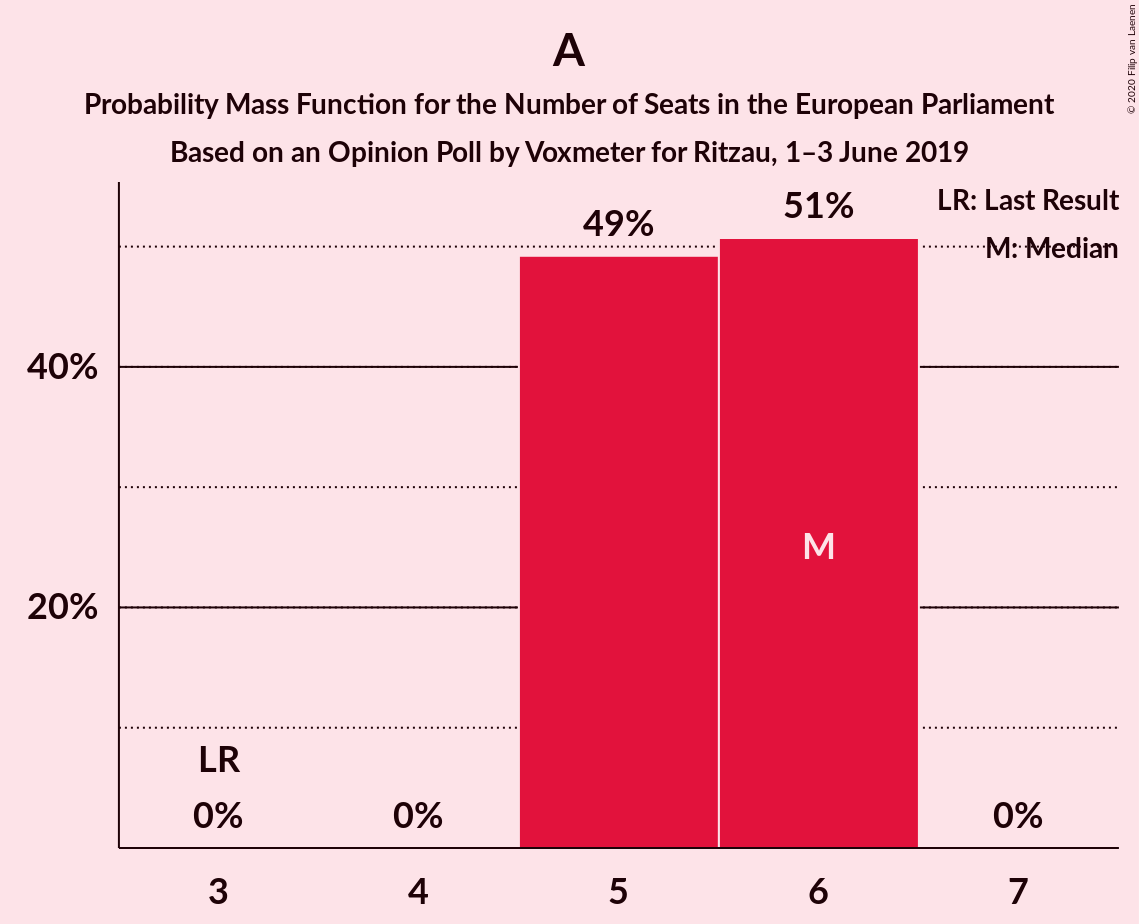 A
Probability Mass Function for the Number of Seats in the European Parliament
Based on an Opinion Poll by Voxmeter for Ritzau, 1–3 June 2019
© 2020 Filip van Laenen
LR: Last Result
M: Median
49%
51%
40%
20%
M
LR
0%
0%
0%
3
4
5
6
7